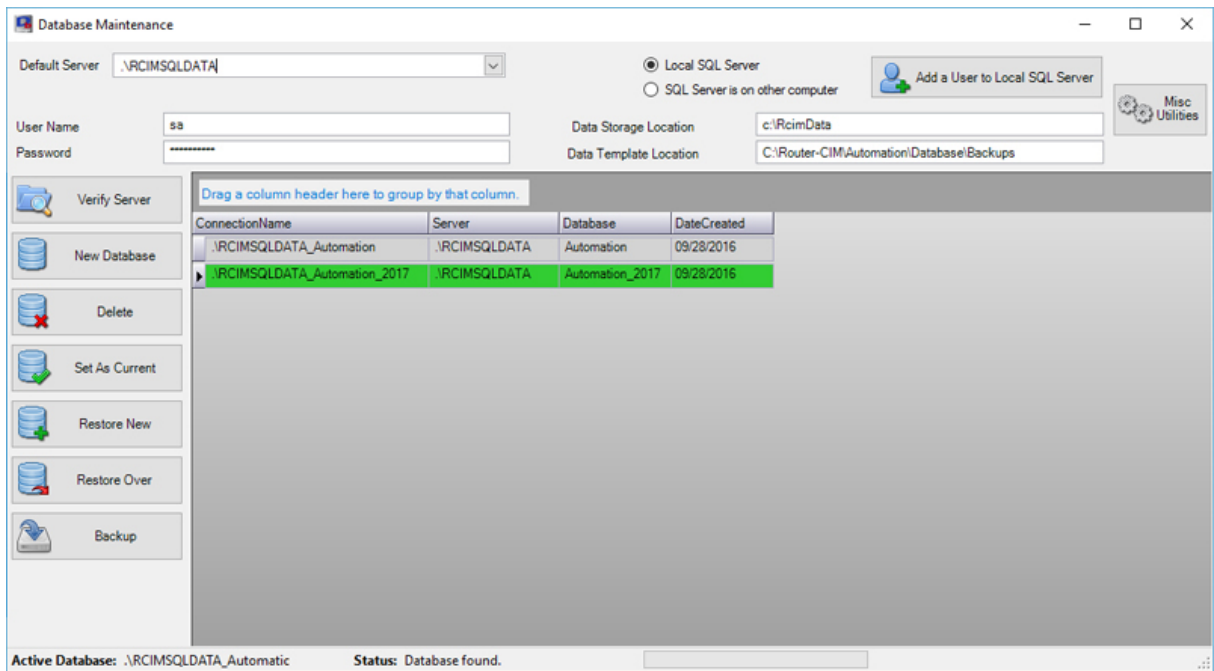 Database Maintenance
Default Server .\RCIMSQLDATA
Local SQL Server
SQL Server is on other computer
Add a User to Local SQL Server
Misc Utilities
User Name sa
Data Storage Location c:\RcimData
Password **********
Data Template Location C:\Router-CIM\Automation\Database\Backups
Verify Server
New Database
Delete
Set As Current
Restore New
Restore Over
Backup
Drag a column header here to group by that column.
ConnectionName Server Database DateCreated
.\RCIMSQLDATA_Automation .\RCIMSQLDATA Automation 09/28/2016
.\RCIMSQLDATA_Automation_2017 .\RCIMSQLDATA Automation_2017 09/28/2016
Active Database: .\RCIMSQLDATA_Automatic Status: Database found.